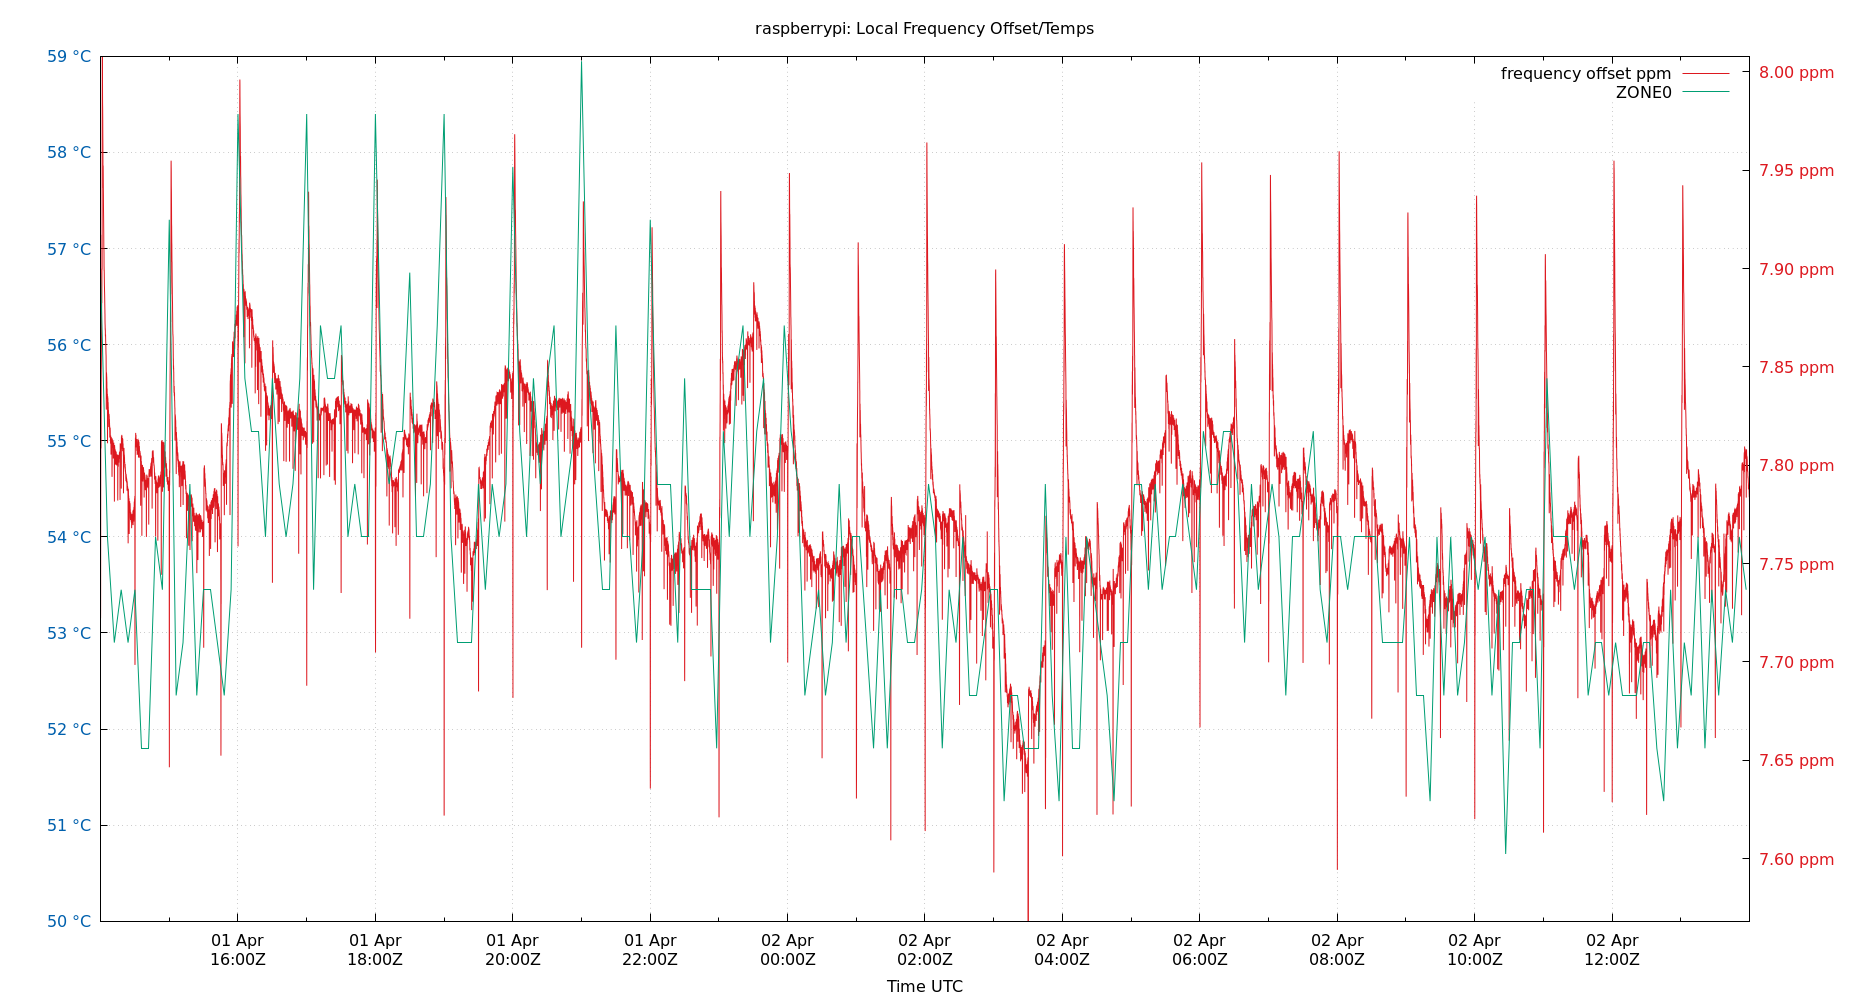 raspberrypi: Local Frequency Offset/Temps
59 °C
58 °C
57 °C
56 °C
55 °C
54 °C
53 °C
52 °C
51 °C
50 °C
frequency offset ppm
ZONE0
8.00 ppm
7.95 ppm
7.90 ppm
7.85 ppm
7.80 ppm
7.75 ppm
7.70 ppm
7.65 ppm
7.60 ppm
01 Apr
16:00Z
01 Apr
18:00Z
01 Apr
20:00Z
01 Apr
22:00Z
02 Apr
00:00Z
02 Apr
02:00Z
02 Apr
04:00Z
02 Apr
06:00Z
02 Apr
08:00Z
02 Apr
10:00Z
02 Apr
12:00Z
Time UTC